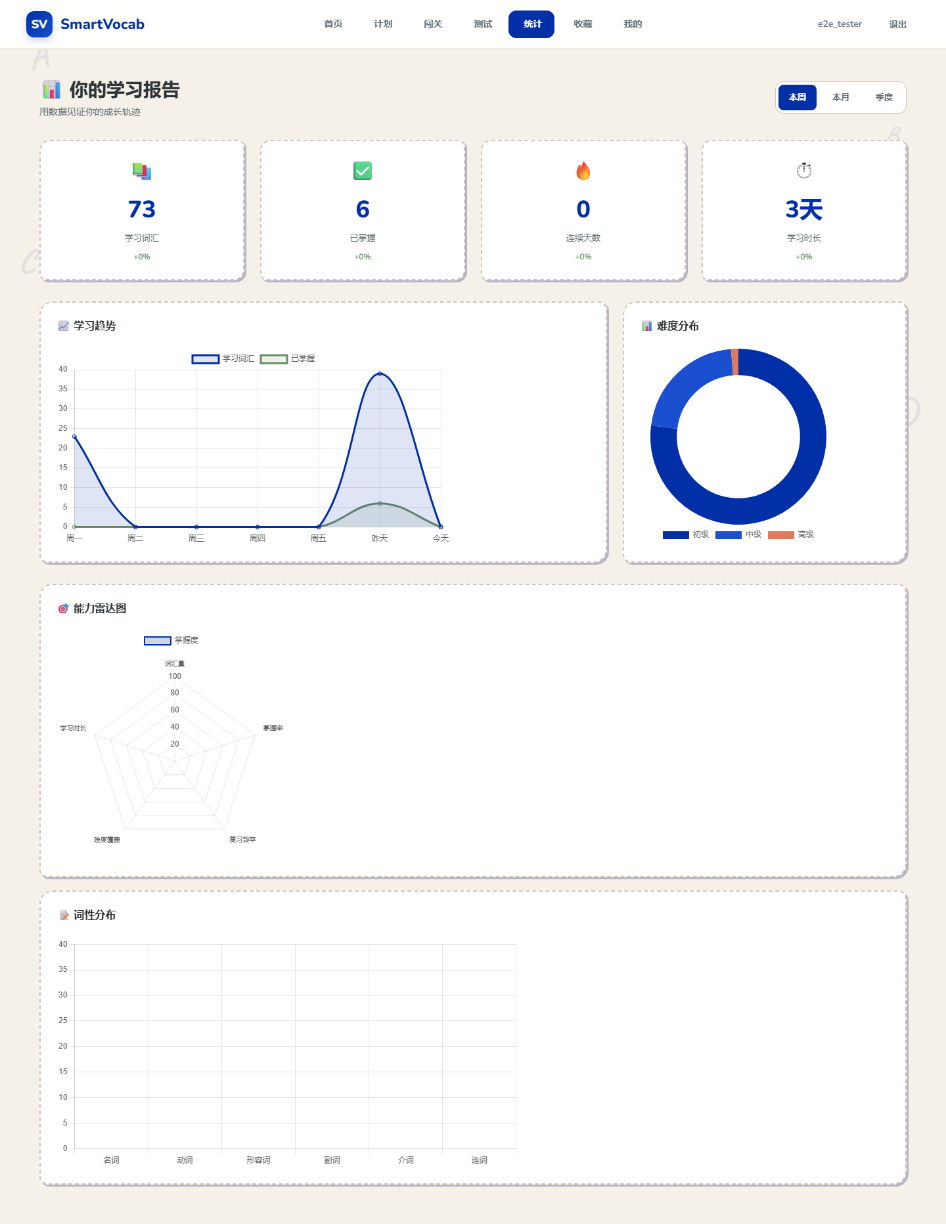 SV SmartVocab 首页 计划 闯关 测试 统计 收藏 我的 e2e_tester 退出
A
你的学习报告
用数据见证你的成长轨迹
本周 本月 季度
B
73 6 0 3天
学习词汇 已掌握 连续天数 学习时长
+0% +0% +0% +0%
C
学习趋势
学习词汇 已掌握
40
35
30
25
20
15
10
5
0
周一 周二 周三 周四 周五 昨天 今天
难度分布
初级 中级 高级
D
能力雷达图
掌握度
词汇量
100
80
60
40
20
学习时长 掌握率
难度覆盖 复习频率
词性分布
40
35
30
25
20
15
10
5
0
名词 动词 形容词 副词 介词 连词